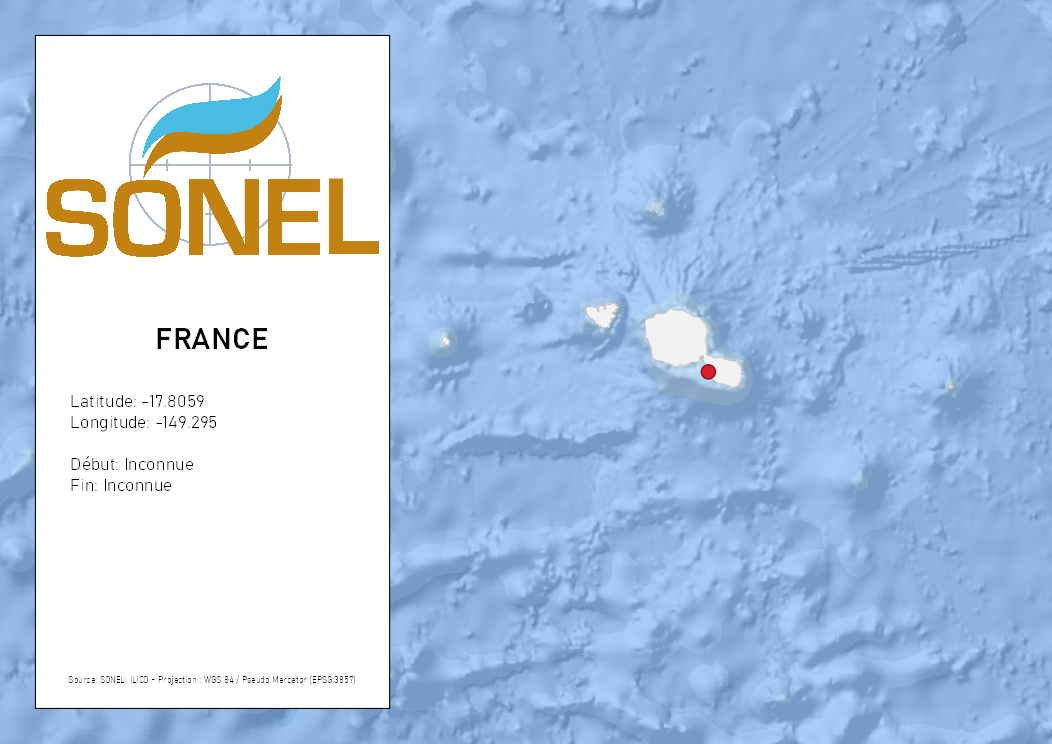 SONEL
FRANCE
Latitude: -17.8059
Longitude: -149.295
Début: Inconnue
Fin: Inconnue
Source: SONEL, ILICO - Projection : WGS 84 / Pseudo Mercator (EPSG:3857)